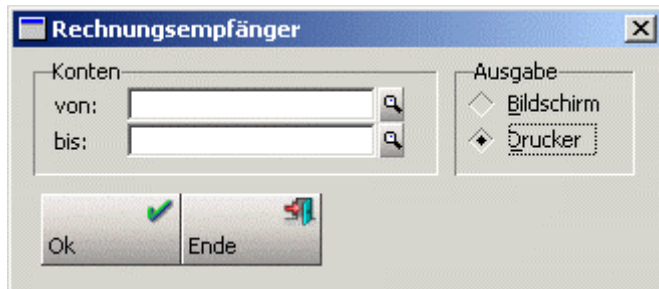 Rechnungsempfänger
Konten
von:
bis:
Ausgabe
Bildschirm
Drucker
Ok
Ende